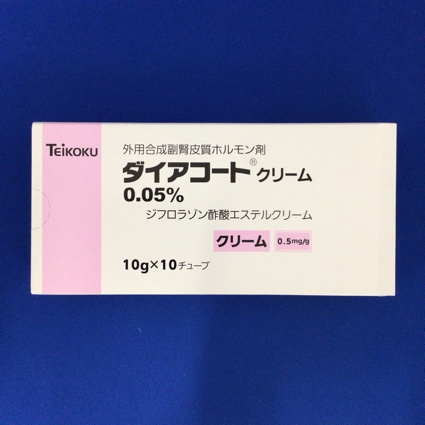 TEIKOKU
外用合成副腎皮質ホルモン剤
ダイアコート®クリーム
0.05%
ジフロラゾン酢酸エステルクリーム
クリーム 0.5mg/g
10g×10チューブ